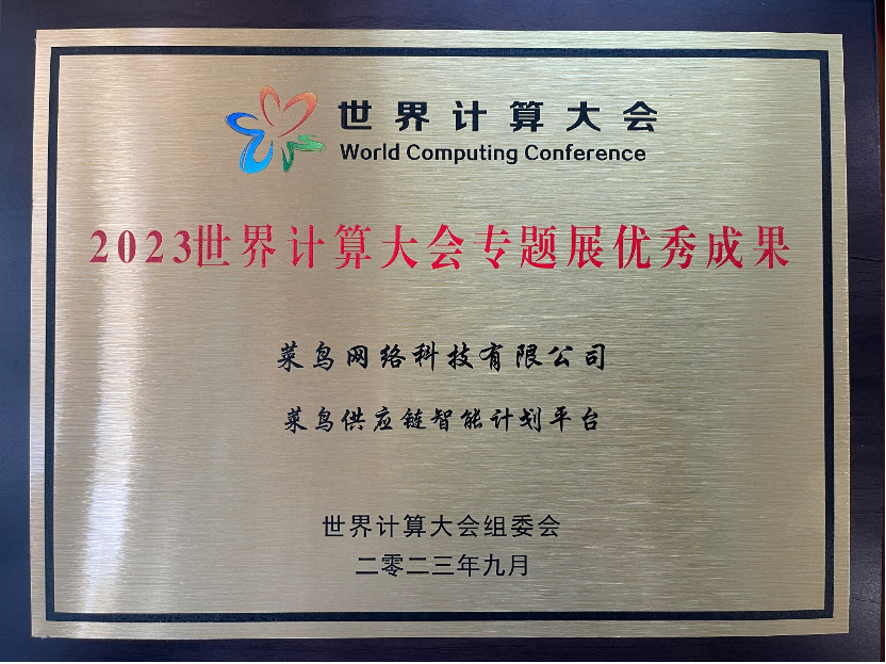 世界计算大会
World Computing Conference
2023世界计算大会专题展优秀成果
菜鸟网络科技有限公司
菜鸟供应链智能计划平台
世界计算大会组委会
二零二三年九月